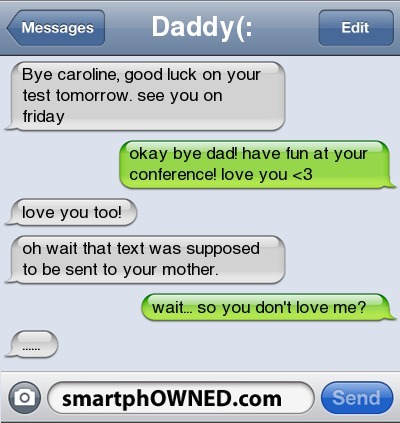 Messages
Daddy(:
Edit
Bye caroline, good luck on your
test tomorrow. see you on
friday
okay bye dad! have fun at your
conference! love you <3
love you too!
oh wait that text was supposed
to be sent to your mother.
wait... so you don't love me?
......
smartphOWNED.com
Send